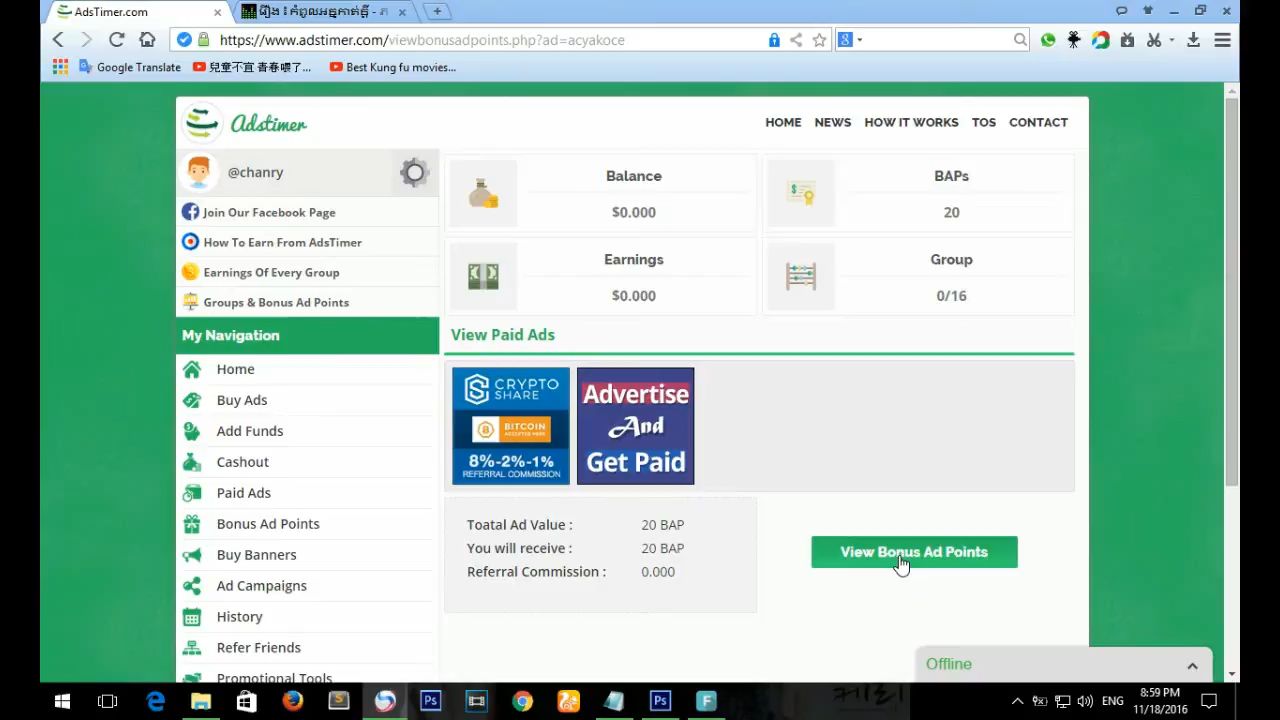 AdsTimer.com
https://www.adstimer.com/viewbonusadpoints.php?ad=acyakoce
Google Translate
兒童不宜 青春喂了...
Best Kung fu movies...
Adstimer
HOME
NEWS
HOW IT WORKS
TOS
CONTACT
@chanry
Join Our Facebook Page
How To Earn From AdsTimer
Earnings Of Every Group
Groups & Bonus Ad Points
My Navigation
Home
Buy Ads
Add Funds
Cashout
Paid Ads
Bonus Ad Points
Buy Banners
Ad Campaigns
History
Refer Friends
Promotional Tools
Balance
$0.000
BAPs
20
Earnings
$0.000
Group
0/16
View Paid Ads
CRYPTO
SHARE
BITCOIN
ACCEPTED HERE
8%-2%-1%
REFERRAL COMMISSION
Advertise
And
Get Paid
Toatal Ad Value : 20 BAP
You will receive : 20 BAP
Referral Commission : 0.000
View Bonus Ad Points
Offline
ENG
8:59 PM
11/18/2016